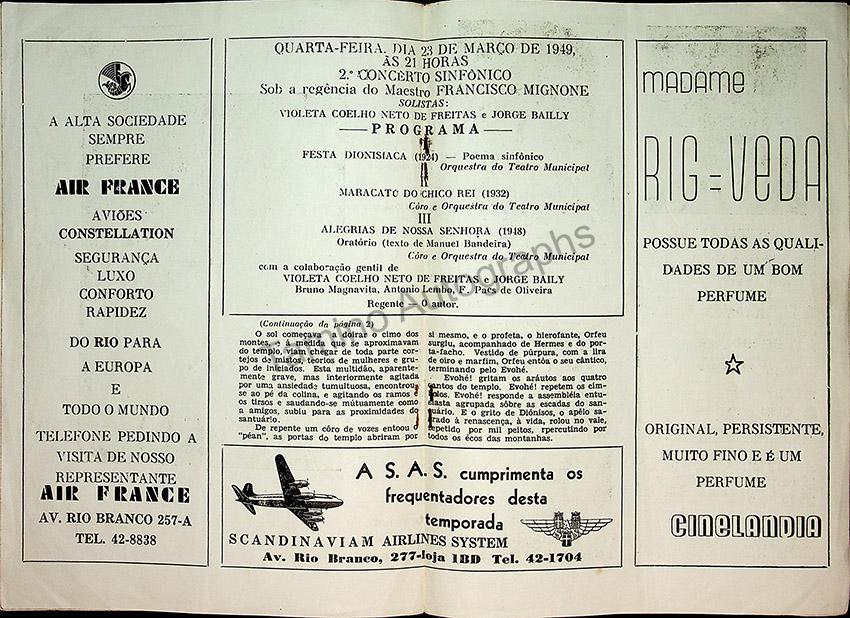 A ALTA SOCIEDADE
SEMPRE
PREFERE
AIR FRANCE
AVIÕES
CONSTELLATION
SEGURANÇA
LUXO
CONFORTO
RAPIDEZ
DO RIO PARA
A EUROPA
E
TODO O MUNDO
TELEFONE PEDINDO A
VISITA DE NOSSO
REPRESENTANTE
AIR FRANCE
AV. RIO BRANCO 257-A
TEL. 42-8838
QUARTA-FEIRA, DIA 23 DE MARÇO DE 1949,
ÀS 21 HORAS
2.º CONCÊRTO SINFÔNICO
Sob a regência do Maestro FRANCISCO MIGNONE
SOLISTAS:
VIOLETA COELHO NETO DE FREITAS e JORGE BAILLY
PROGRAMA
I
FESTA DIONISIACA (1924) — Poema sinfônico
Orquestra do Teatro Municipal
II
MARACATÚ DO CHICO REI (1932)
Côro e Orquestra do Teatro Municipal
III
ALEGRIAS DE NOSSA SENHORA (1948)
Oratório (texto de Manuel Bandeira)
Côro e Orquestra do Teatro Municipal
com a colaboração gentil de
VIOLETA COELHO NETO DE FREITAS e JORGE BAILY
Bruno Magnavita, Antonio Lembo, F. Pacs de Oliveira
Regente — O autor.
(Continuação da página 2)
O sol começava a dourar o cimo dos
montes. A medida que se aproximavam
do templo, viam chegar de toda parte cor-
tejos de mistos, teorias de mulheres e gru-
po de iniciados. Esta multidão, aparente-
mente grave, mas interiormente agitada
por uma ansiedade tumultuosa, encontrou-
se ao pé da colina, e agitando os ramos e
os tirsos e saudando-se mútuamente como
a amigos, subiu para as proximidades do
santuário.
De repente um côro de vozes entoou o
"péan", as portas do templo abriram por
si mesmo, e o profeta, o hierofante, Orfeu
surgiu, acompanhado de Hermes e do por-
ta-facho. Vestido de púrpura, com a lira
de oiro e marfim, Orfeu entôa o seu cântico,
terminando pelo Evohé.
Evohé! gritam os aráutos aos quatro
cantos do templo. Evohé! repetem os cím-
balos. Evohé! responde a assembléia entu-
siasta agrupada sôbre as escadas do san-
tuário. E o grito de Diónisos, o apêlo sa-
grado à renascença, à vida, rolou no vale,
repetido por mil peitos, rpercutindo por
todos os écos das montanhas.
A S.A.S. cumprimenta os
frequentadores desta
temporada
SCANDINAVIAM AIRLINES SYSTEM
Av. Rio Branco, 277-loja 1BD Tel. 42-1704
MADAME
RIG=VEDA
POSSUE TODAS AS QUALI-
DADES DE UM BOM
PERFUME
ORIGINAL, PERSISTENTE,
MUITO FINO E É UM
PERFUME
CINELANDIA
Tamino Autographs